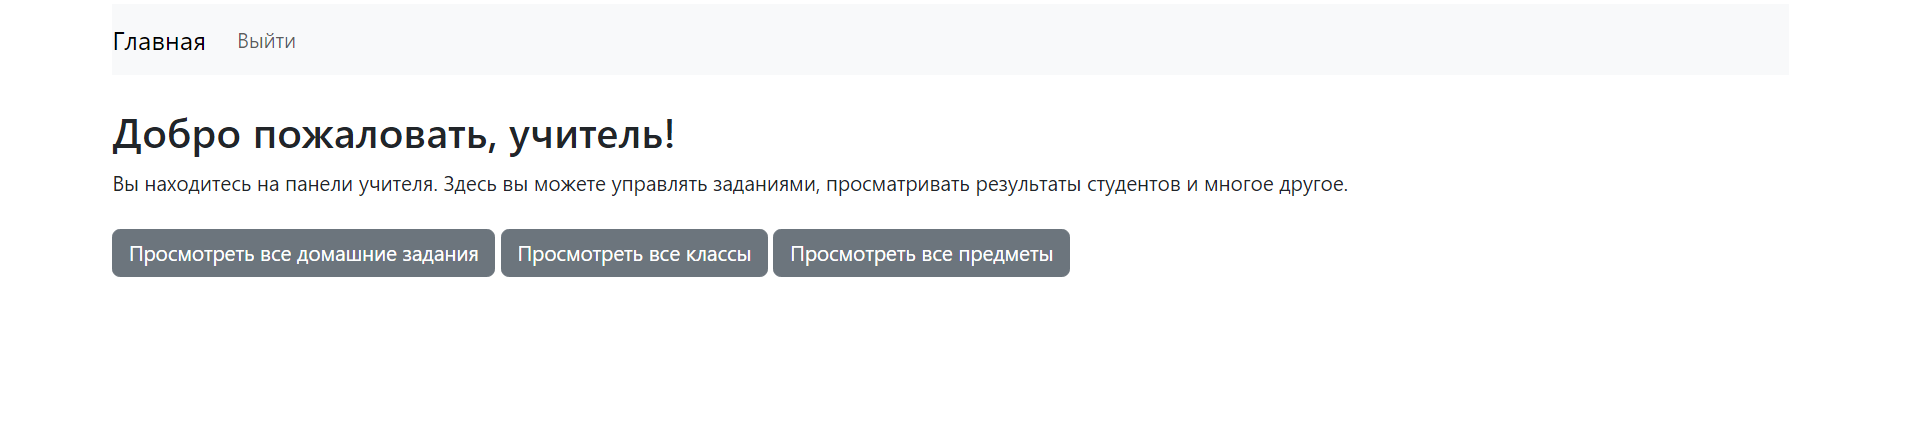 Главная Выйти
Добро пожаловать, учитель!
Вы находитесь на панели учителя. Здесь вы можете управлять заданиями, просматривать результаты студентов и многое другое.
Просмотреть все домашние задания Просмотреть все классы Просмотреть все предметы